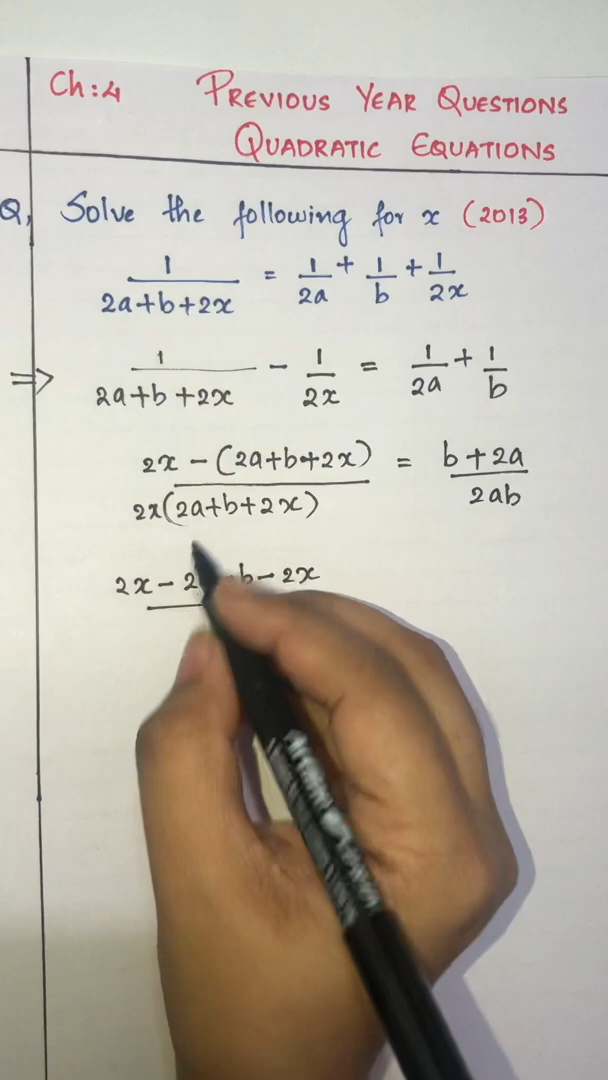 Ch:4 PREVIOUS YEAR QUESTIONS
QUADRATIC EQUATIONS
Q, Solve the following for x (2013)
1/(2a+b+2x) = 1/2a + 1/b + 1/2x
⇒ 1/(2a+b+2x) - 1/2x = 1/2a + 1/b
2x-(2a+b+2x)/2x(2a+b+2x) = b+2a/2ab
2x-2 b-2x